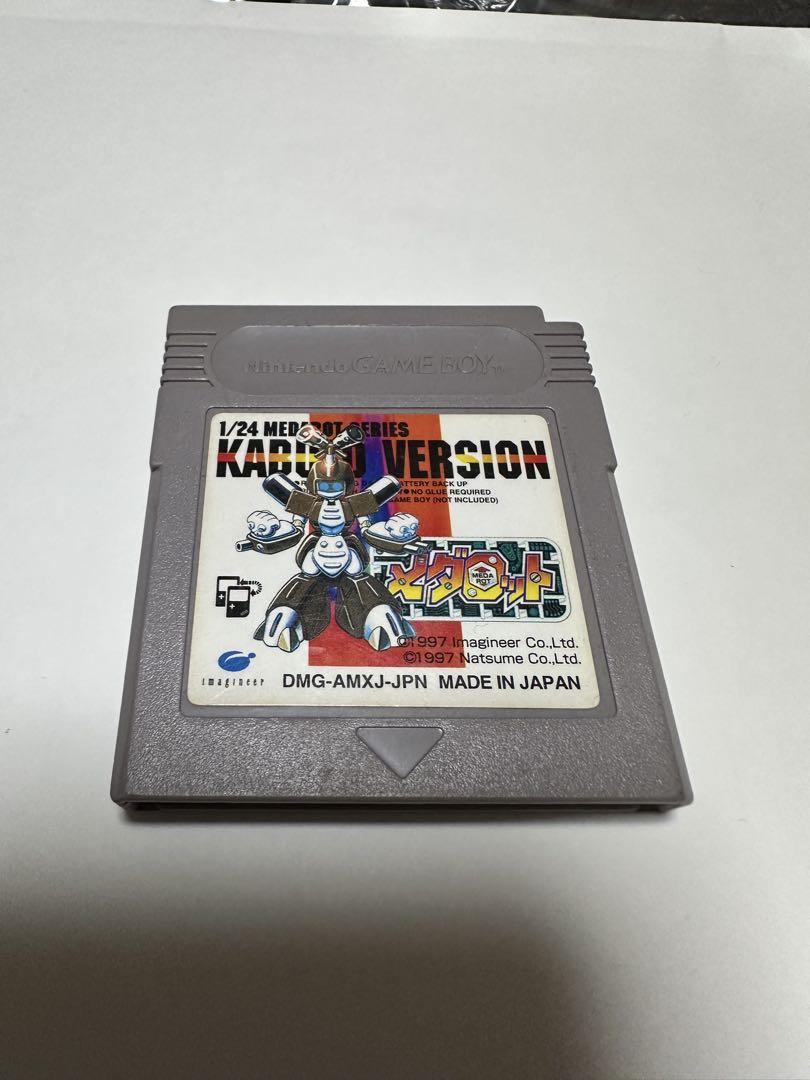 Nintendo GAME BOY TM
1/24 MEDAROT SERIES
KABUTO VERSION
BATTERY BACK UP
NO GLUE REQUIRED
GAME BOY (NOT INCLUDED)
メダロット
MEDA
ROT
©1997 Imagineer Co.,Ltd.
©1997 Natsume Co.,Ltd.
imagineer
DMG-AMXJ-JPN MADE IN JAPAN